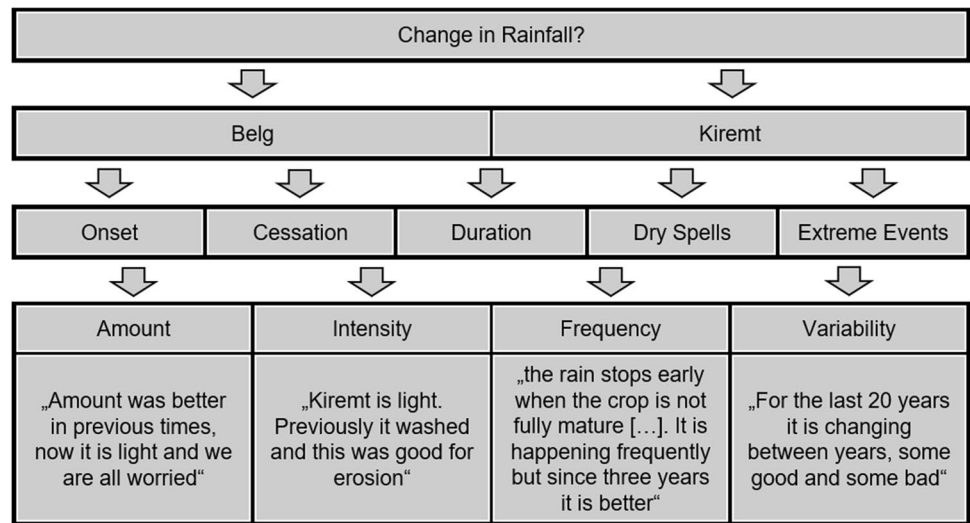 Change in Rainfall?
Belg
Kiremt
Onset
Cessation
Duration
Dry Spells
Extreme Events
Amount
Intensity
Frequency
Variability
„Amount was better
in previous times,
now it is light and we
are all worried“
„Kiremt is light.
Previously it washed
and this was good for
erosion“
„the rain stops early
when the crop is not
fully mature […]. It is
happening frequently
but since three years
it is better“
„For the last 20 years
it is changing
between years, some
good and some bad“